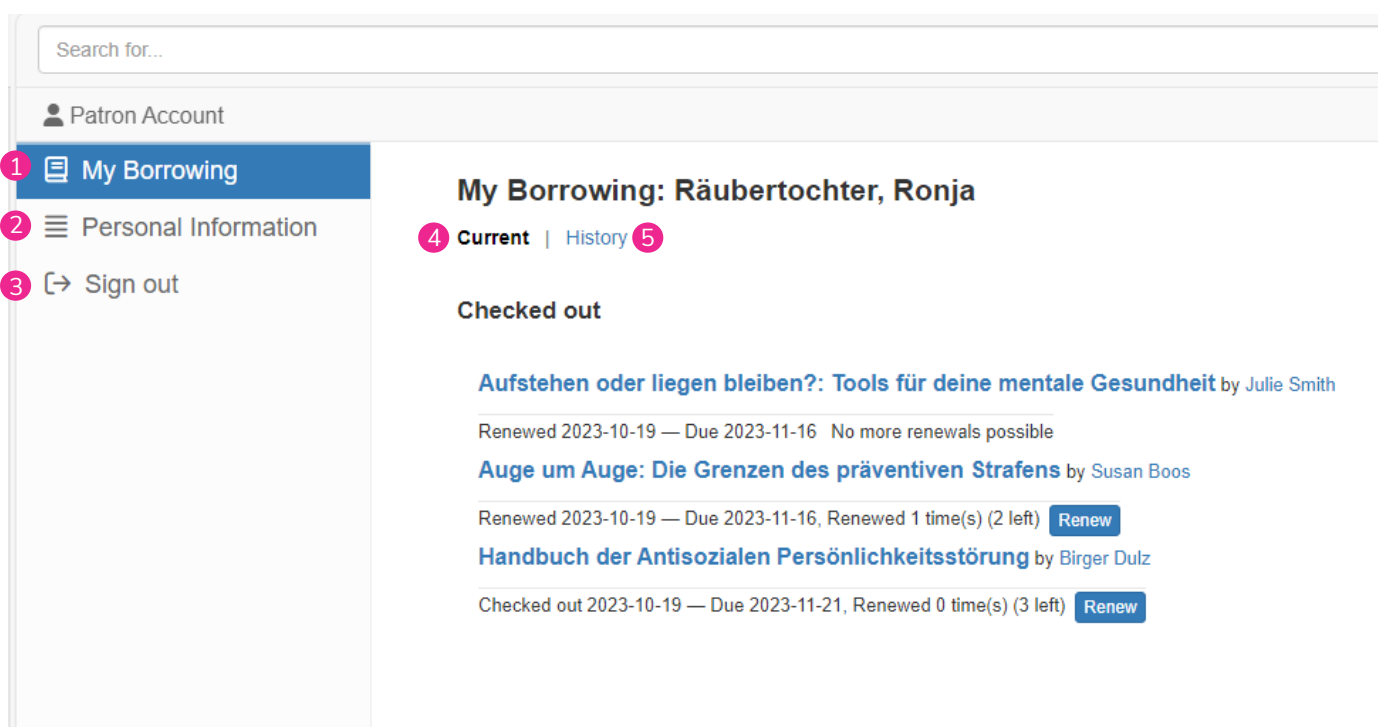 Search for...
Patron Account
1 My Borrowing
2 Personal Information
3 Sign out
My Borrowing: Räubertochter, Ronja
4 Current | History 5
Checked out
Aufstehen oder liegen bleiben?: Tools für deine mentale Gesundheit by Julie Smith
Renewed 2023-10-19 — Due 2023-11-16 No more renewals possible
Auge um Auge: Die Grenzen des präventiven Strafens by Susan Boos
Renewed 2023-10-19 — Due 2023-11-16, Renewed 1 time(s) (2 left) Renew
Handbuch der Antisozialen Persönlichkeitsstörung by Birger Dulz
Checked out 2023-10-19 — Due 2023-11-21, Renewed 0 time(s) (3 left) Renew